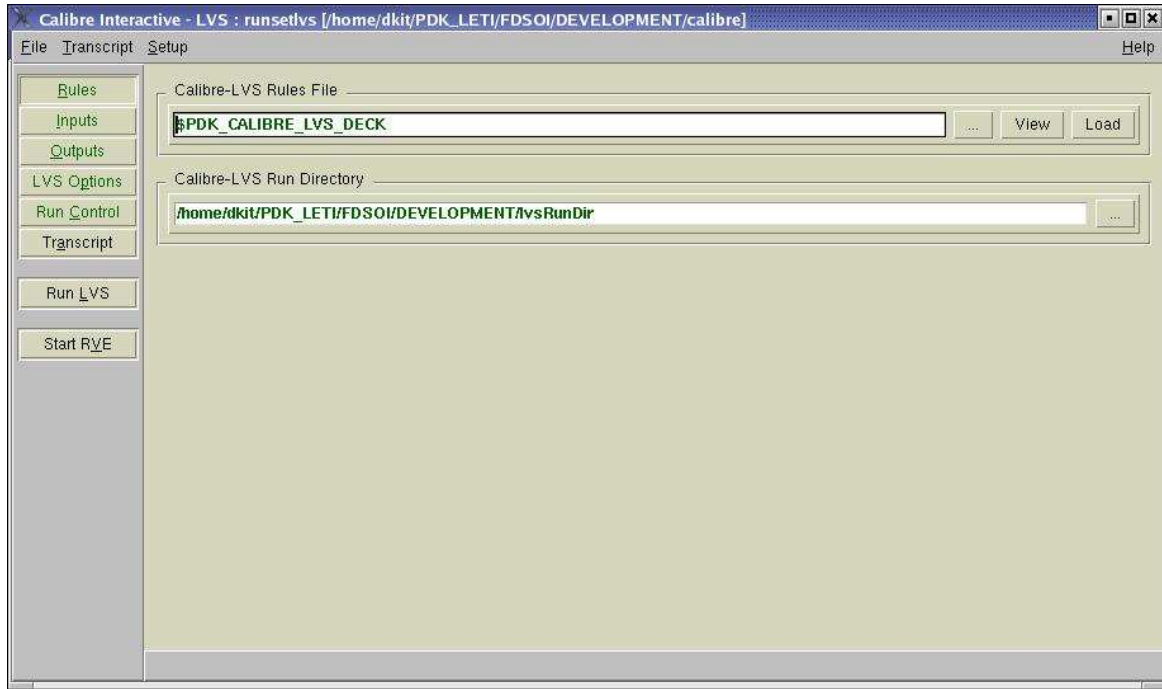 Calibre Interactive - LVS : runsetlvs [/home/dkit/PDK_LETI/FDSOI/DEVELOPMENT/calibre]
File Transcript Setup Help
Rules
Inputs
Outputs
LVS Options
Run Control
Transcript
Run LVS
Start RVE
Calibre-LVS Rules File
$PDK_CALIBRE_LVS_DECK ... View Load
Calibre-LVS Run Directory
/home/dkit/PDK_LETI/FDSOI/DEVELOPMENT/lvsRunDir ...